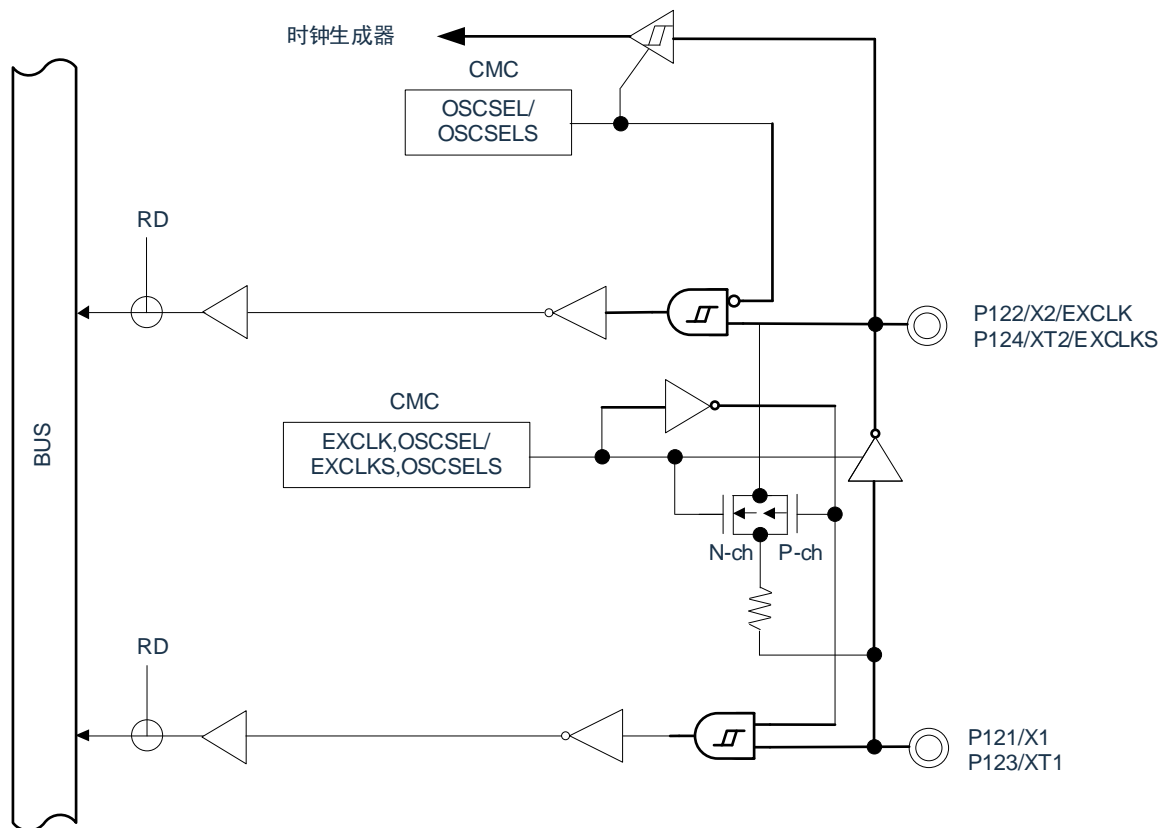 时钟生成器
CMC
OSCSEL/
OSCSELS
RD
P122/X2/EXCLK
P124/XT2/EXCLKS
CMC
EXCLK,OSCSEL/
EXCLKS,OSCSELS
BUS
N-ch
P-ch
RD
P121/X1
P123/XT1